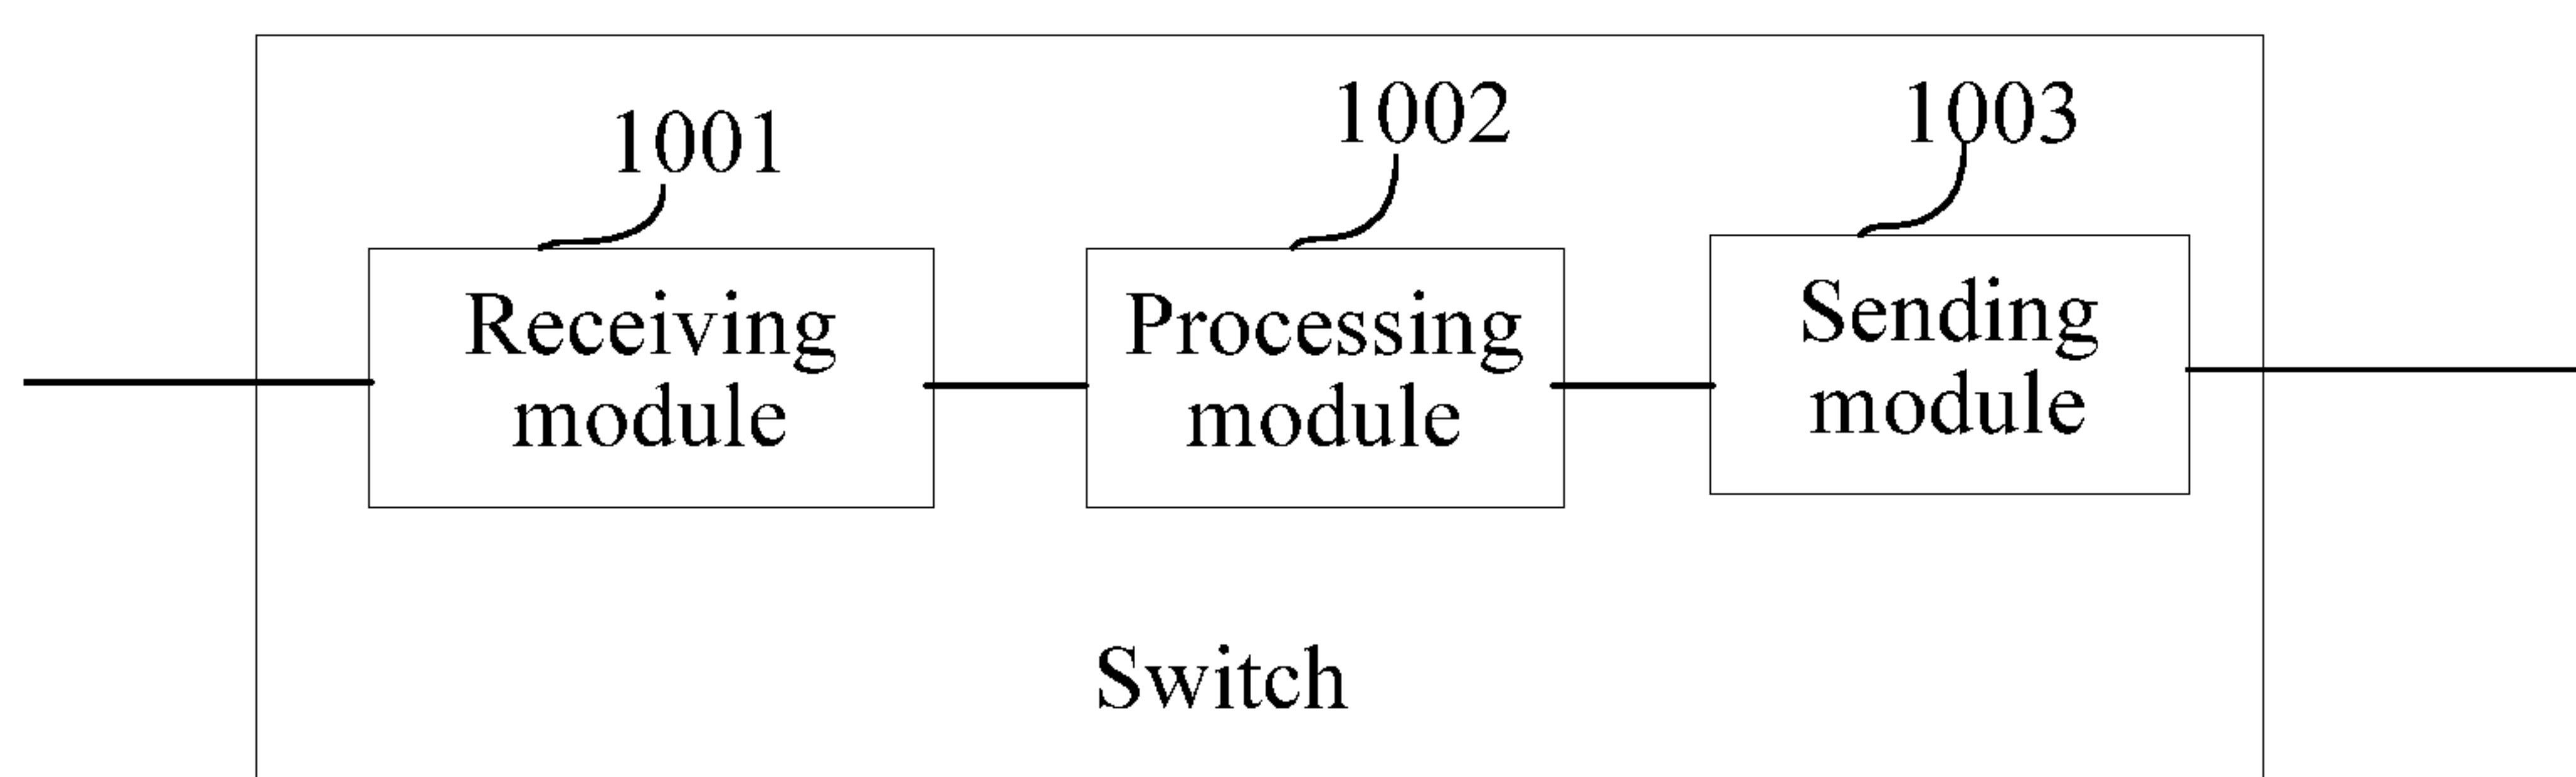 1001
1002
1003
Receiving
module
Processing
module
Sending
module
Switch